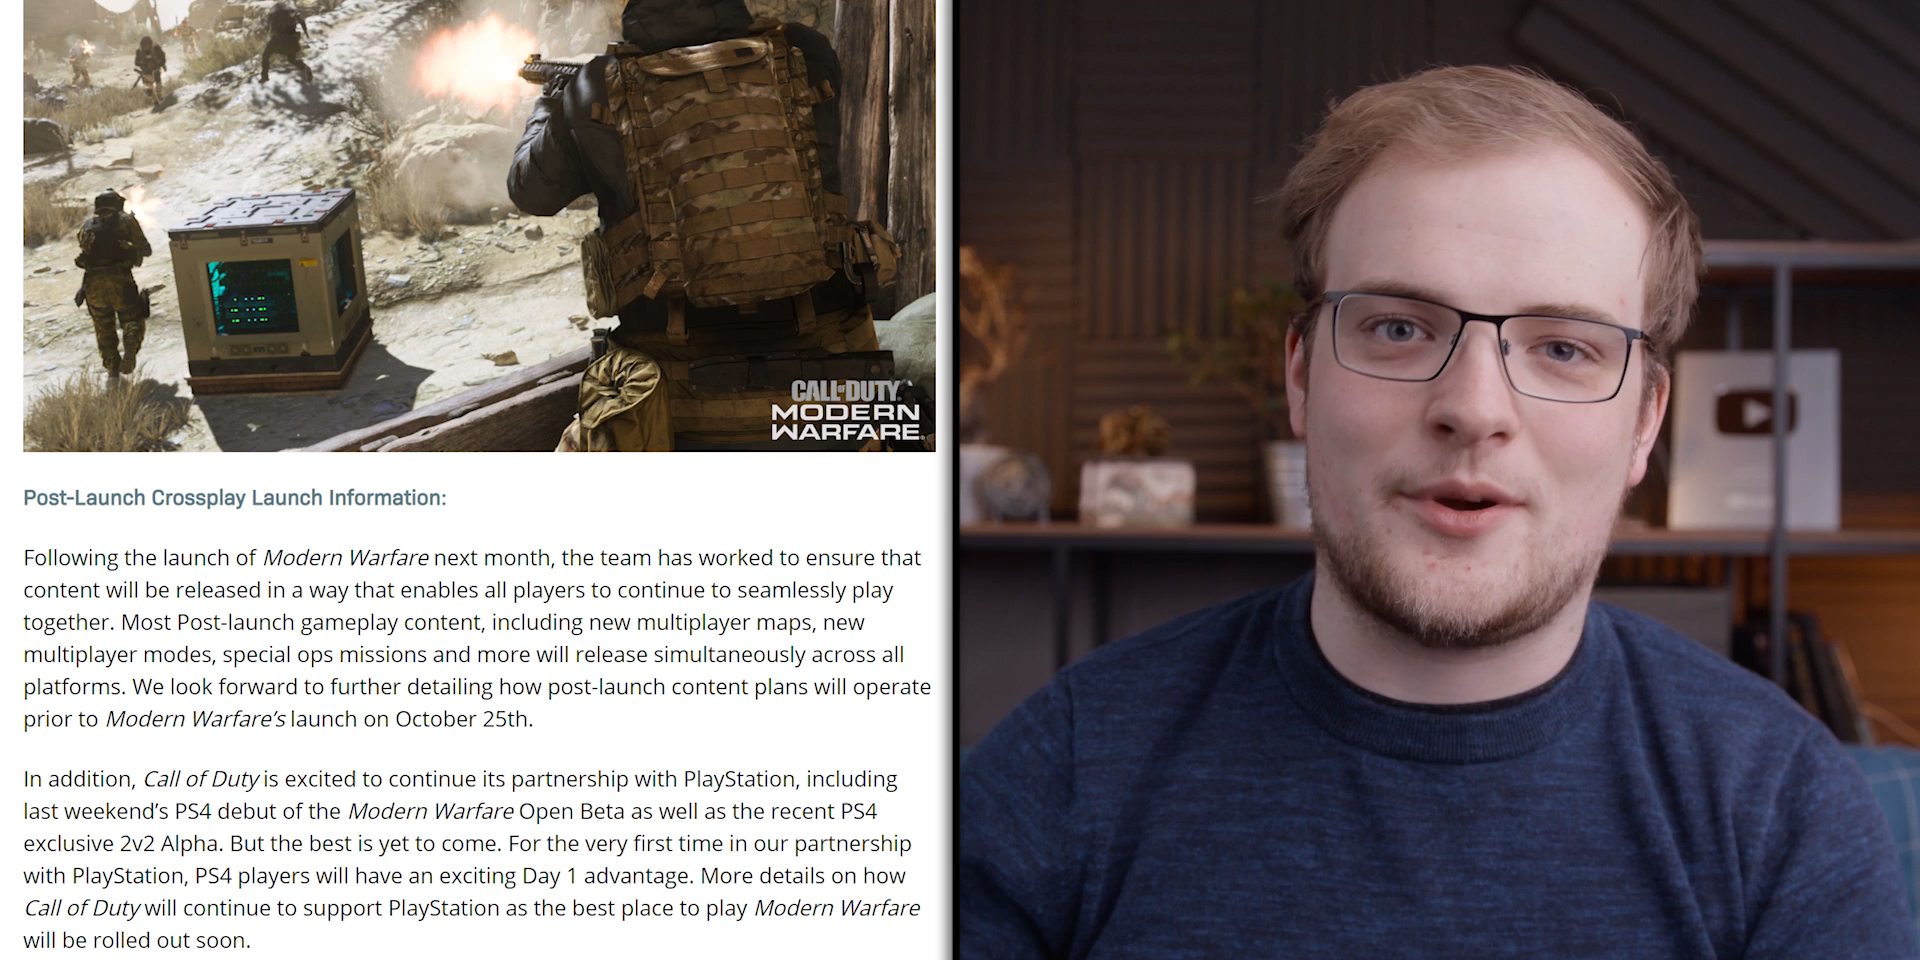 CALL OF DUTY
MODERN
WARFARE
Post-Launch Crossplay Launch Information:
Following the launch of Modern Warfare next month, the team has worked to ensure that
content will be released in a way that enables all players to continue to seamlessly play
together. Most Post-launch gameplay content, including new multiplayer maps, new
multiplayer modes, special ops missions and more will release simultaneously across all
platforms. We look forward to further detailing how post-launch content plans will operate
prior to Modern Warfare’s launch on October 25th.
In addition, Call of Duty is excited to continue its partnership with PlayStation, including
last weekend’s PS4 debut of the Modern Warfare Open Beta as well as the recent PS4
exclusive 2v2 Alpha. But the best is yet to come. For the very first time in our partnership
with PlayStation, PS4 players will have an exciting Day 1 advantage. More details on how
Call of Duty will continue to support PlayStation as the best place to play Modern Warfare
will be rolled out soon.